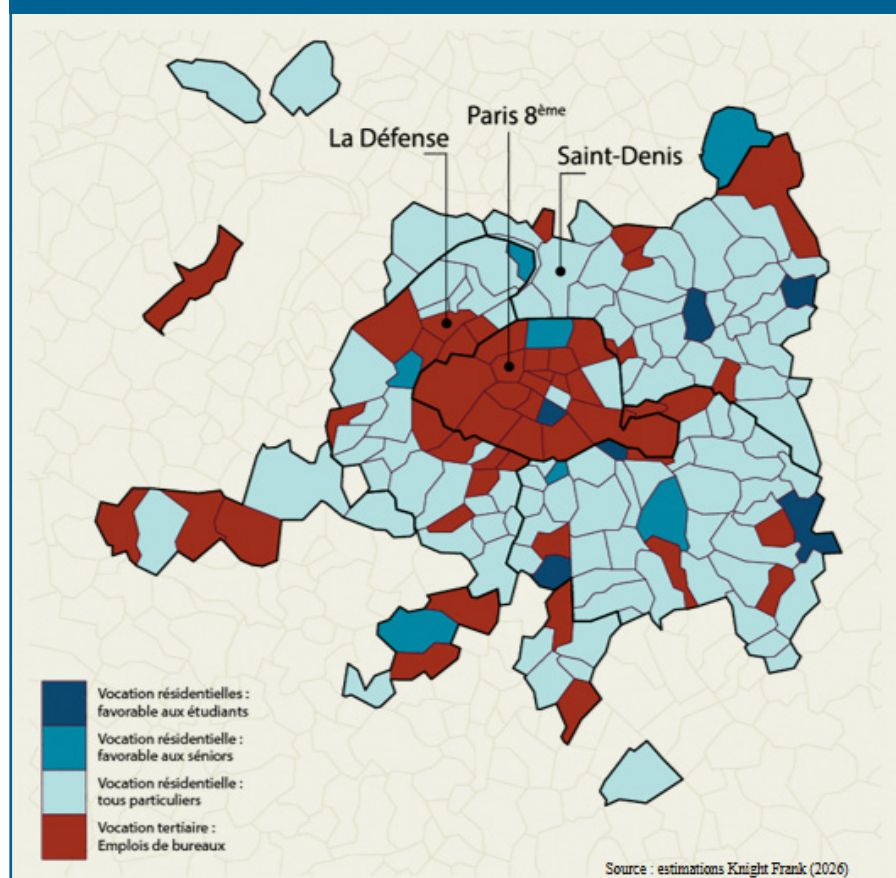 Paris 8ème
La Défense
Saint-Denis
Vocation résidentielles :
favorable aux étudiants
Vocation résidentielle :
favorable aux séniors
Vocation résidentielle :
tous particuliers
Vocation tertiaire :
Emplois de bureaux
Source : estimations Knight Frank (2026)